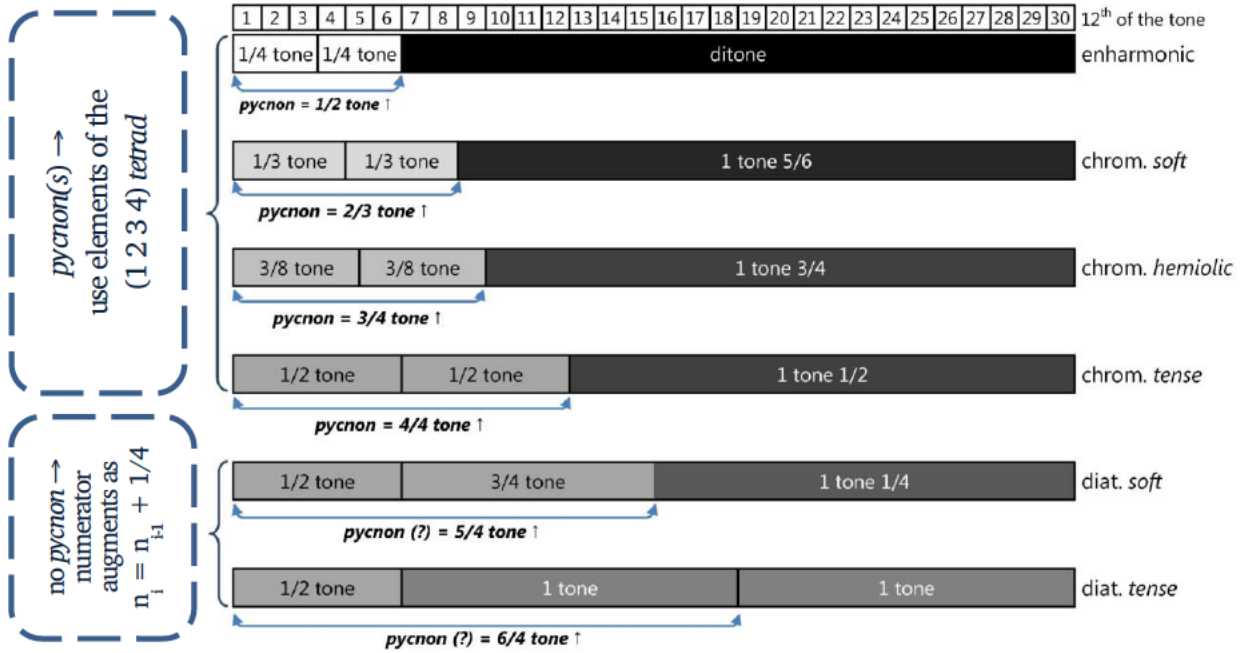 1 2 3 4 5 6 7 8 9 10 11 12 13 14 15 16 17 18 19 20 21 22 23 24 25 26 27 28 29 30 12th of the tone
1/4 tone 1/4 tone ditone enharmonic
pycnon = 1/2 tone ↑
1/3 tone 1/3 tone 1 tone 5/6 chrom. soft
pycnon = 2/3 tone ↑
3/8 tone 3/8 tone 1 tone 3/4 chrom. hemiolic
pycnon = 3/4 tone ↑
1/2 tone 1/2 tone 1 tone 1/2 chrom. tense
pycnon = 4/4 tone ↑
1/2 tone 3/4 tone 1 tone 1/4 diat. soft
pycnon (?) = 5/4 tone ↑
1/2 tone 1 tone 1 tone diat. tense
pycnon (?) = 6/4 tone ↑
pycnon(s) →
use elements of the
(1 2 3 4) tetrad
no pycnon →
numerator
augments as
n_i = n_i-1 + 1/4